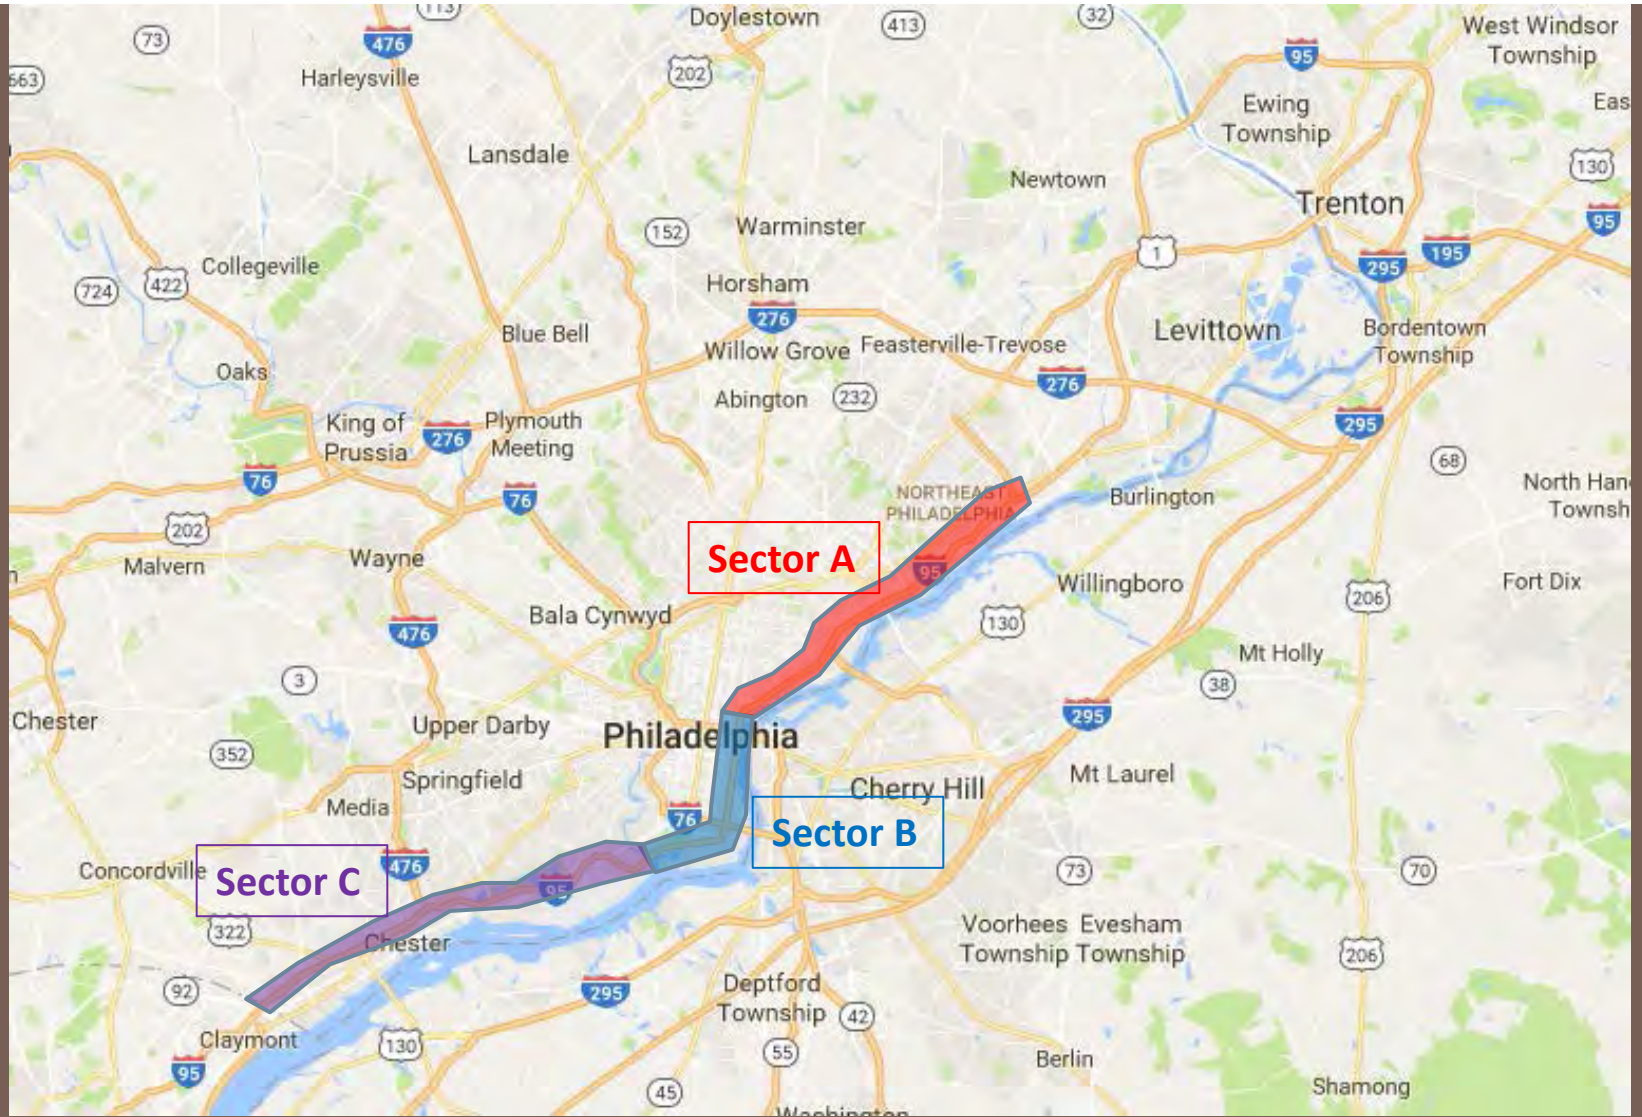 113
Doylestown
413
32
West Windsor
Township
73
476
Harleysville
202
95
663
Ewing
Township
Eas
Lansdale
130
Newtown
Trenton
95
152
Warminster
1
195
295
Collegeville
724
422
Horsham
276
Blue Bell
Willow Grove
Feasterville-Trevose
Levittown
Bordentown
Township
Oaks
276
Abington
232
King of
Prussia
276
Plymouth
Meeting
295
68
76
76
NORTHEAST
PHILADELPHIA
Burlington
North Han
Townsh
202
Malvern
Wayne
Sector A
95
Willingboro
206
Fort Dix
n
Bala Cynwyd
476
130
3
Mt Holly
38
Chester
Upper Darby
Philadelphia
295
352
Springfield
Media
Cherry Hill
Mt Laurel
76
Sector B
Concordville
Sector C
476
95
73
70
322
Chester
Voorhees
Township
Evesham
Township
206
92
295
Deptford
Township
42
Claymont
130
55
Berlin
95
45
Shamong
Washington